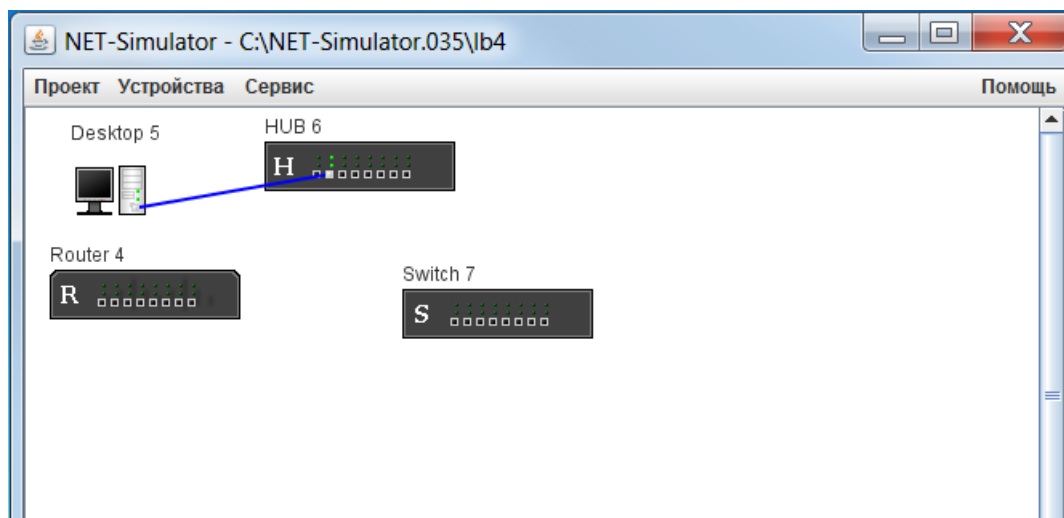 NET-Simulator - C:\NET-Simulator.035\lb4
Проект Устройства Сервис Помощь
Desktop 5
HUB 6
H
Router 4
R
Switch 7
S